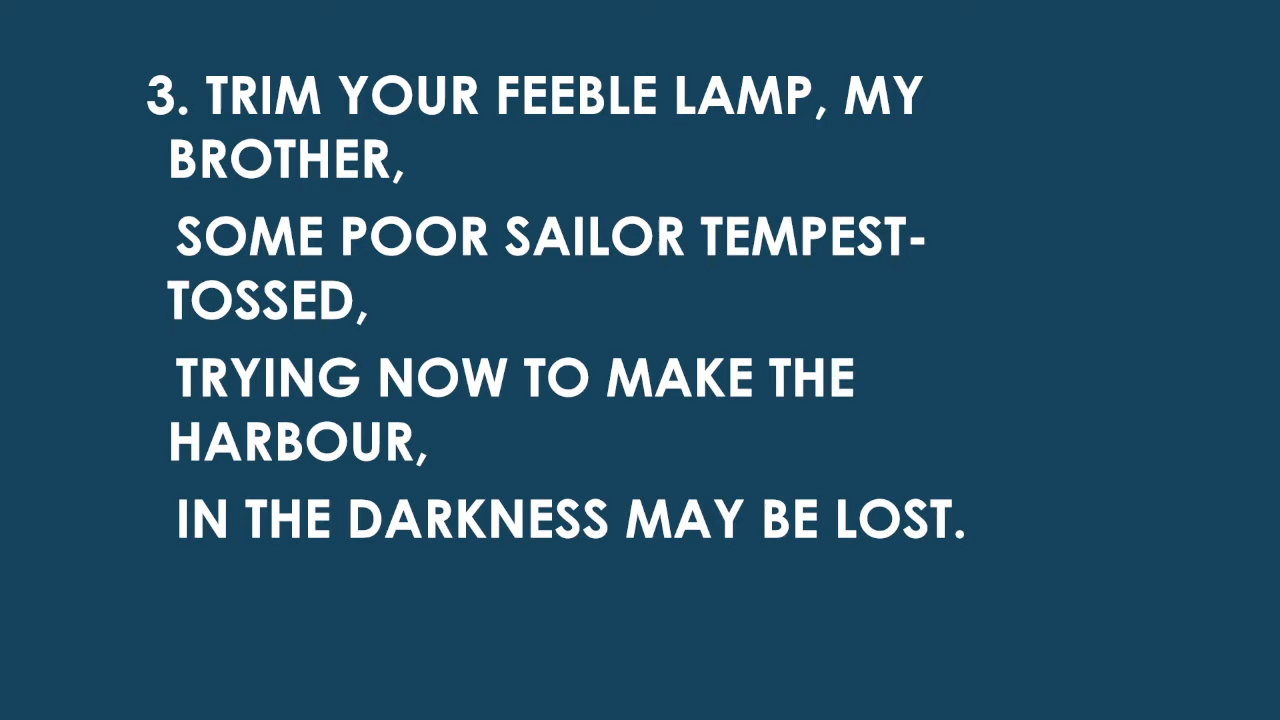 3. TRIM YOUR FEEBLE LAMP, MY
BROTHER,
SOME POOR SAILOR TEMPEST-
TOSSED,
TRYING NOW TO MAKE THE
HARBOUR,
IN THE DARKNESS MAY BE LOST.